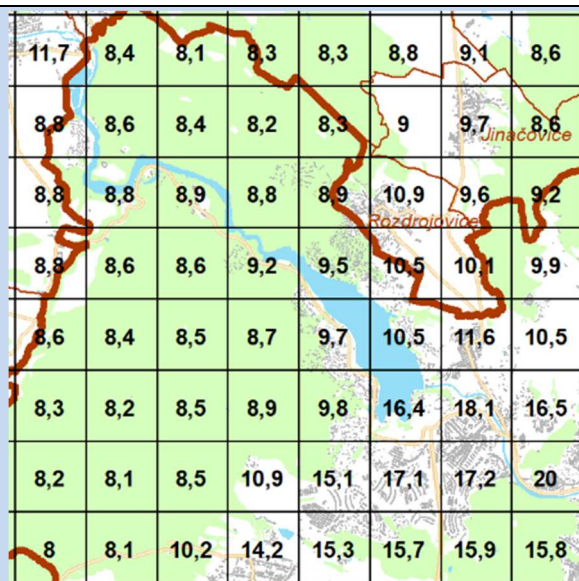 11,7 8,4 8,1 8,3 8,3 8,8 9,1 8,6
8,8 8,6 8,4 8,2 8,3 9 9,7 8,6
Jinačovice
8,8 8,8 8,9 8,8 8,9 10,9 9,6 9,2
Rozdrojovice
8,8 8,6 8,6 9,2 9,5 10,5 10,1 9,9
8,6 8,4 8,5 8,7 9,7 10,5 11,6 10,5
8,3 8,2 8,5 8,9 9,8 16,4 18,1 16,5
8,2 8,1 8,5 10,9 15,1 17,1 17,2 20
8 8,1 10,2 14,2 15,3 15,7 15,9 15,8